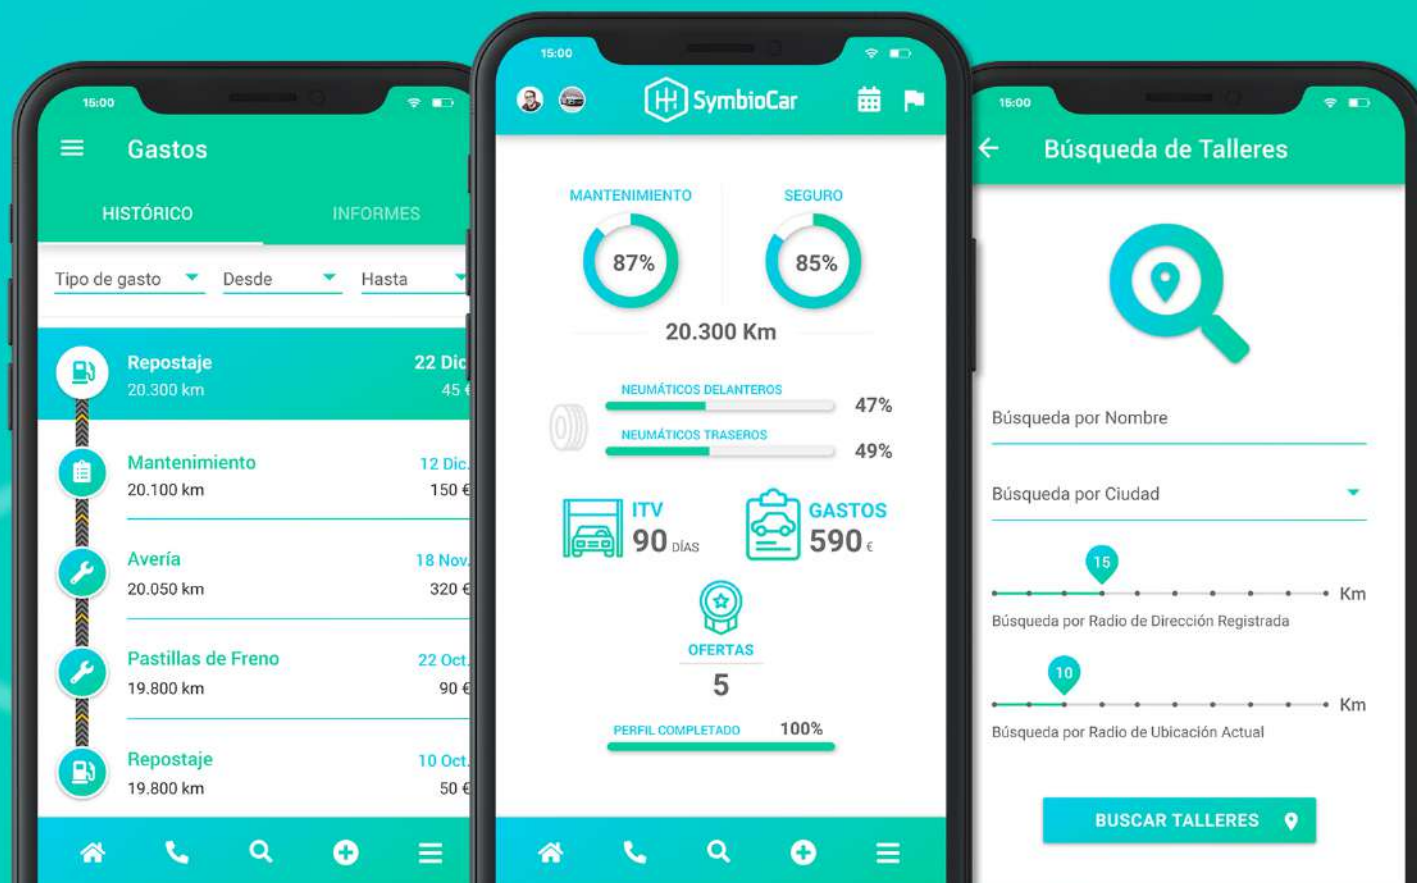 15:00
Gastos
HISTÓRICO
INFORMES
Tipo de gasto
Desde
Hasta
Repostaje
22 Dic
20.300 km
45 €
Mantenimiento
12 Dic.
20.100 km
150 €
Avería
18 Nov.
20.050 km
320 €
Pastillas de Freno
22 Oct.
19.800 km
90 €
Repostaje
10 Oct.
19.800 km
50 €
15:00
SymbioCar
MANTENIMIENTO
SEGURO
87%
85%
20.300 Km
NEUMÁTICOS DELANTEROS
47%
NEUMÁTICOS TRASEROS
49%
ITV
90 DÍAS
GASTOS
590 €
OFERTAS
5
PERFIL COMPLETADO 100%
15:00
Búsqueda de Talleres
Búsqueda por Nombre
Búsqueda por Ciudad
15
Km
Búsqueda por Radio de Dirección Registrada
10
Km
Búsqueda por Radio de Ubicación Actual
BUSCAR TALLERES